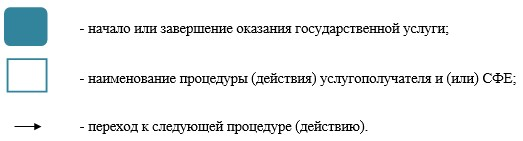 - начало или завершение оказания государственной услуги;
- наименование процедуры (действия) услугополучателя и (или) СФЕ;
- переход к следующей процедуре (действию).